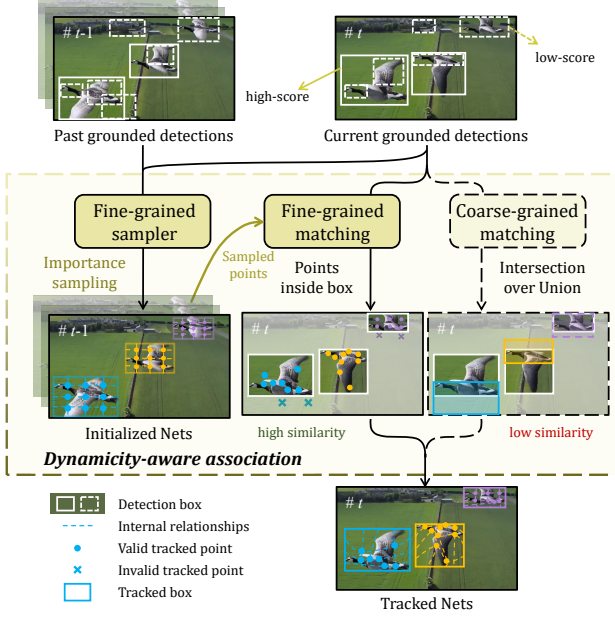 # t-1
# t
low-score
high-score
Past grounded detections
Current grounded detections
Fine-grained
sampler
Fine-grained
matching
Coarse-grained
matching
Importance
sampling
Sampled
points
Points
inside box
Intersection
over Union
# t-1
# t
# t
Initialized Nets
high similarity
low similarity
Dynamicity-aware association
Detection box
Internal relationships
Valid tracked point
Invalid tracked point
Tracked box
# t
Tracked Nets